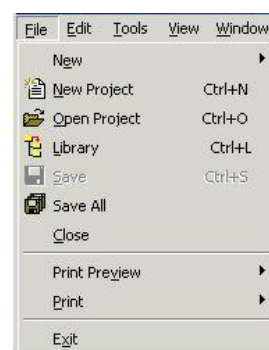 File Edit Tools View Window
New
New Project Ctrl+N
Open Project Ctrl+O
Library Ctrl+L
Save Ctrl+S
Save All
Close
Print Preview
Print
Exit